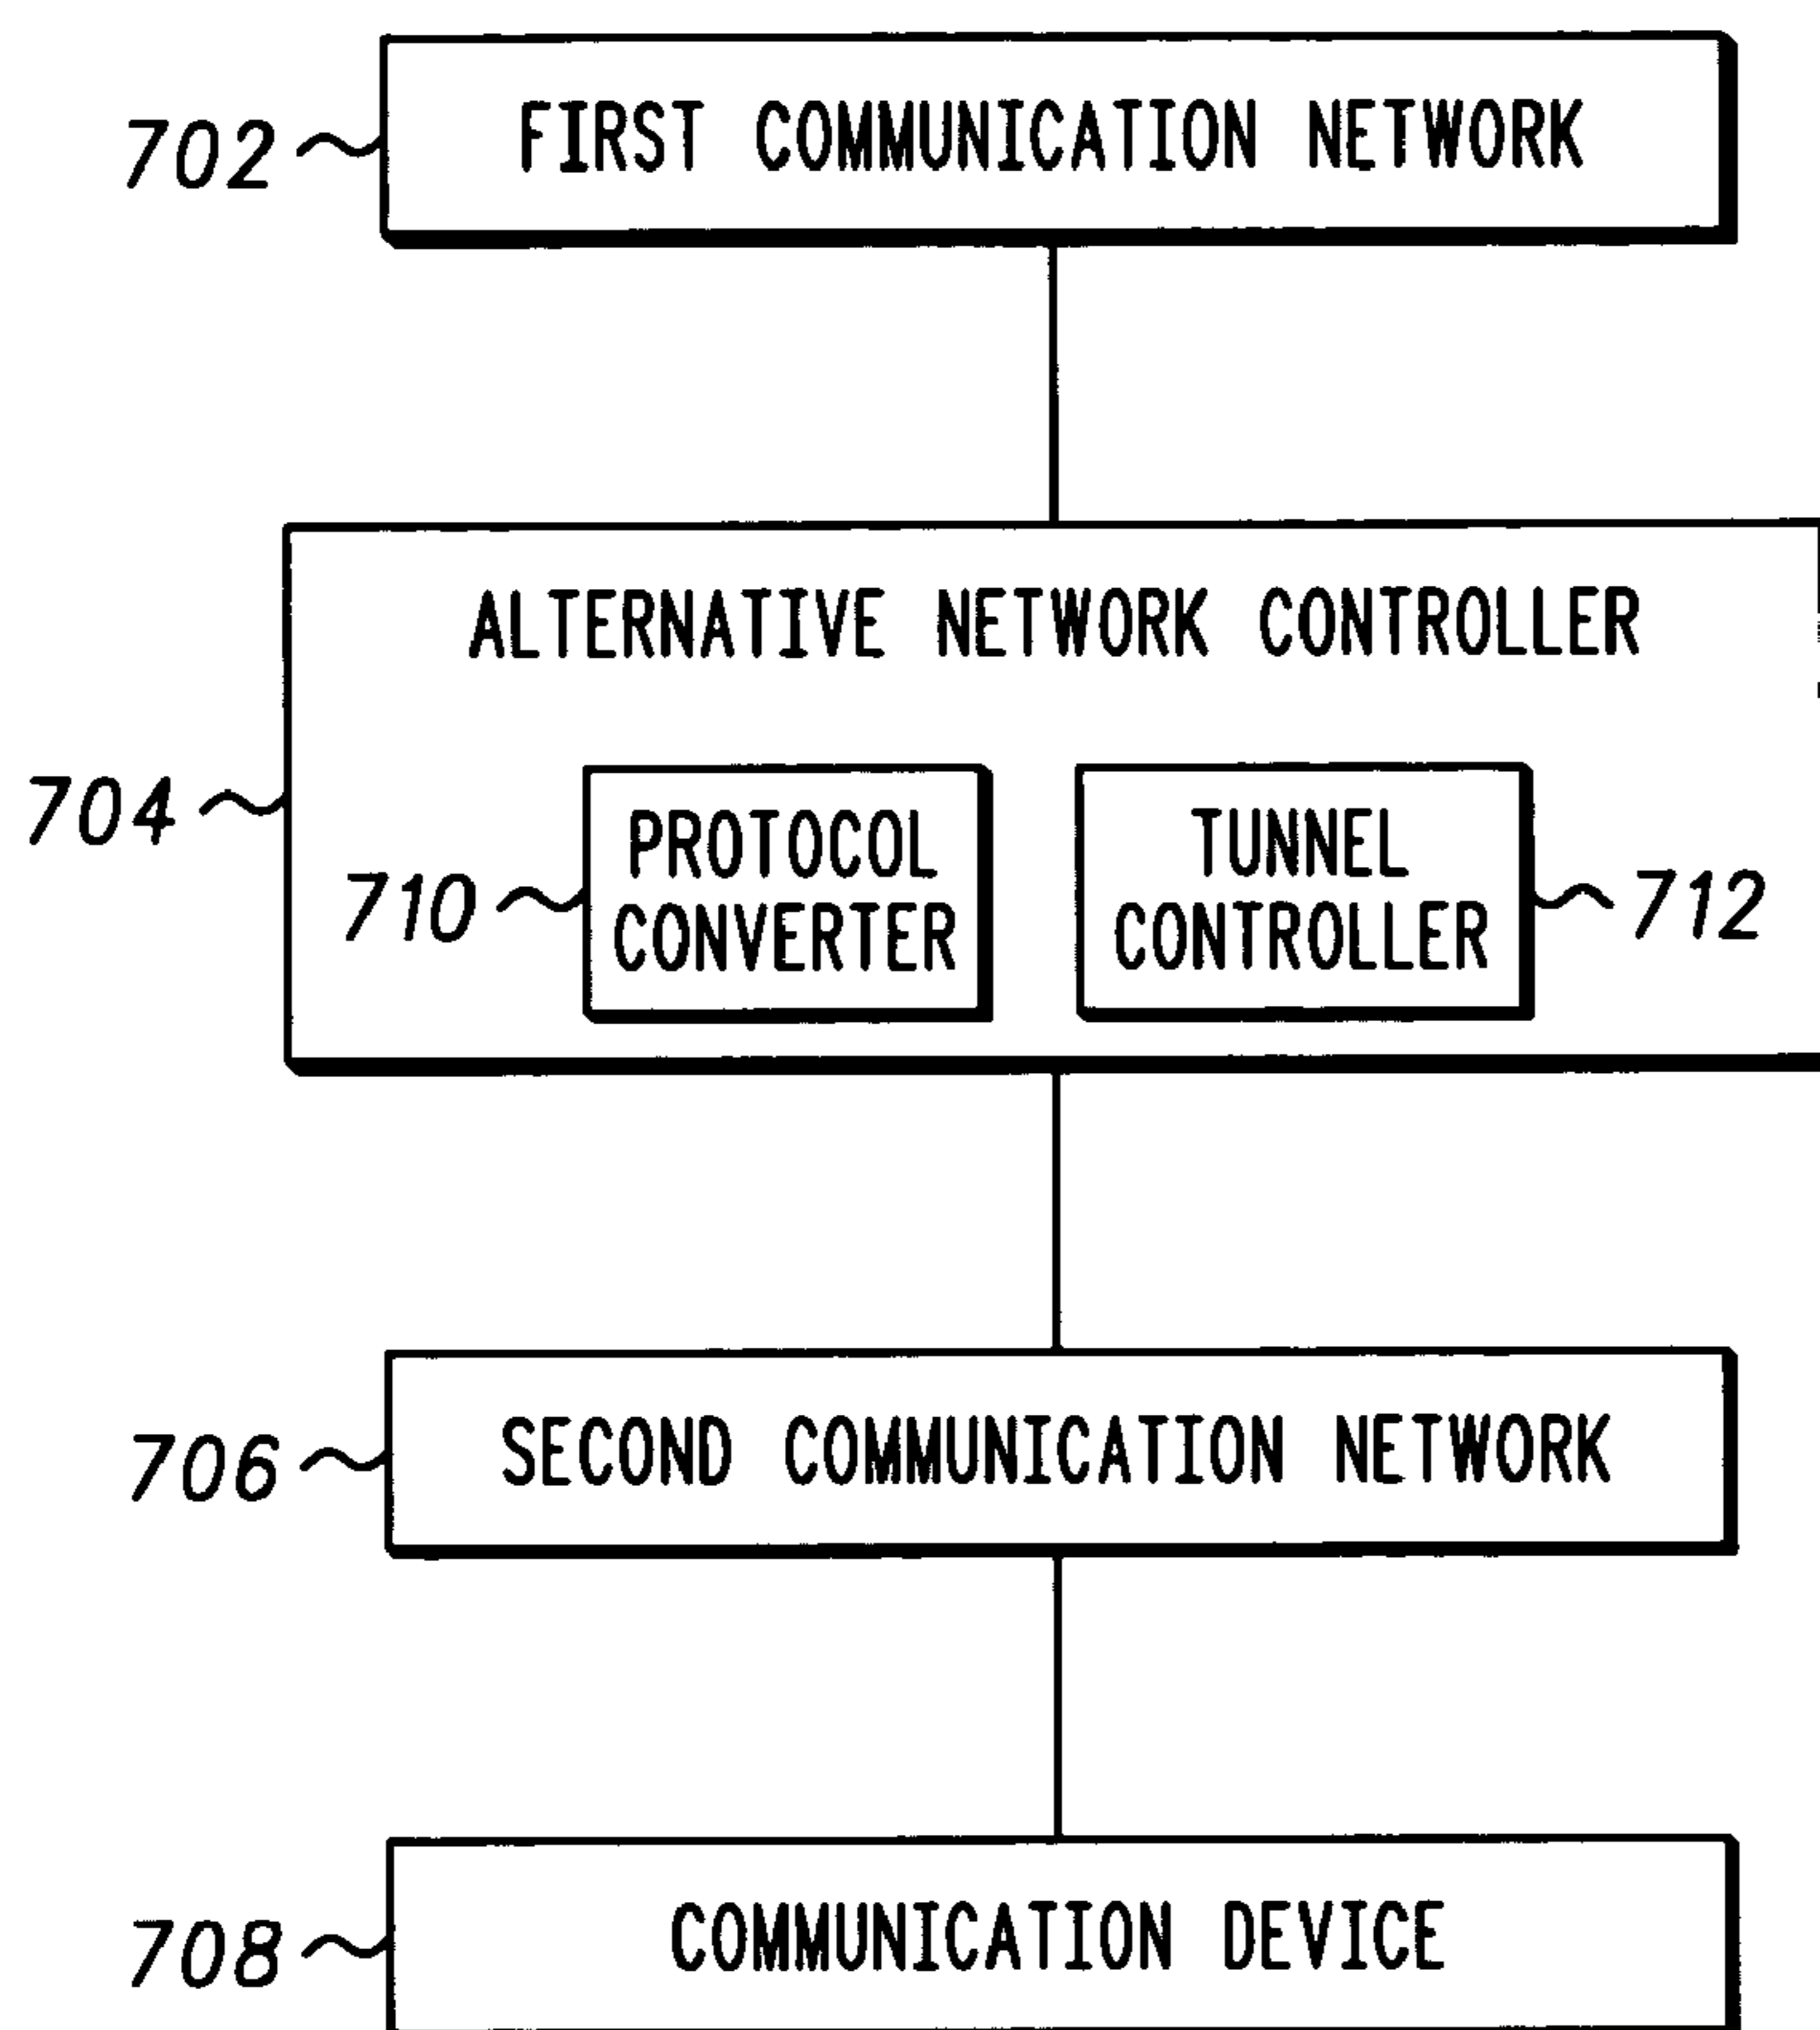 702
FIRST COMMUNICATION NETWORK
ALTERNATIVE NETWORK CONTROLLER
704
710
PROTOCOL
CONVERTER
TUNNEL
CONTROLLER
712
706
SECOND COMMUNICATION NETWORK
708
COMMUNICATION DEVICE